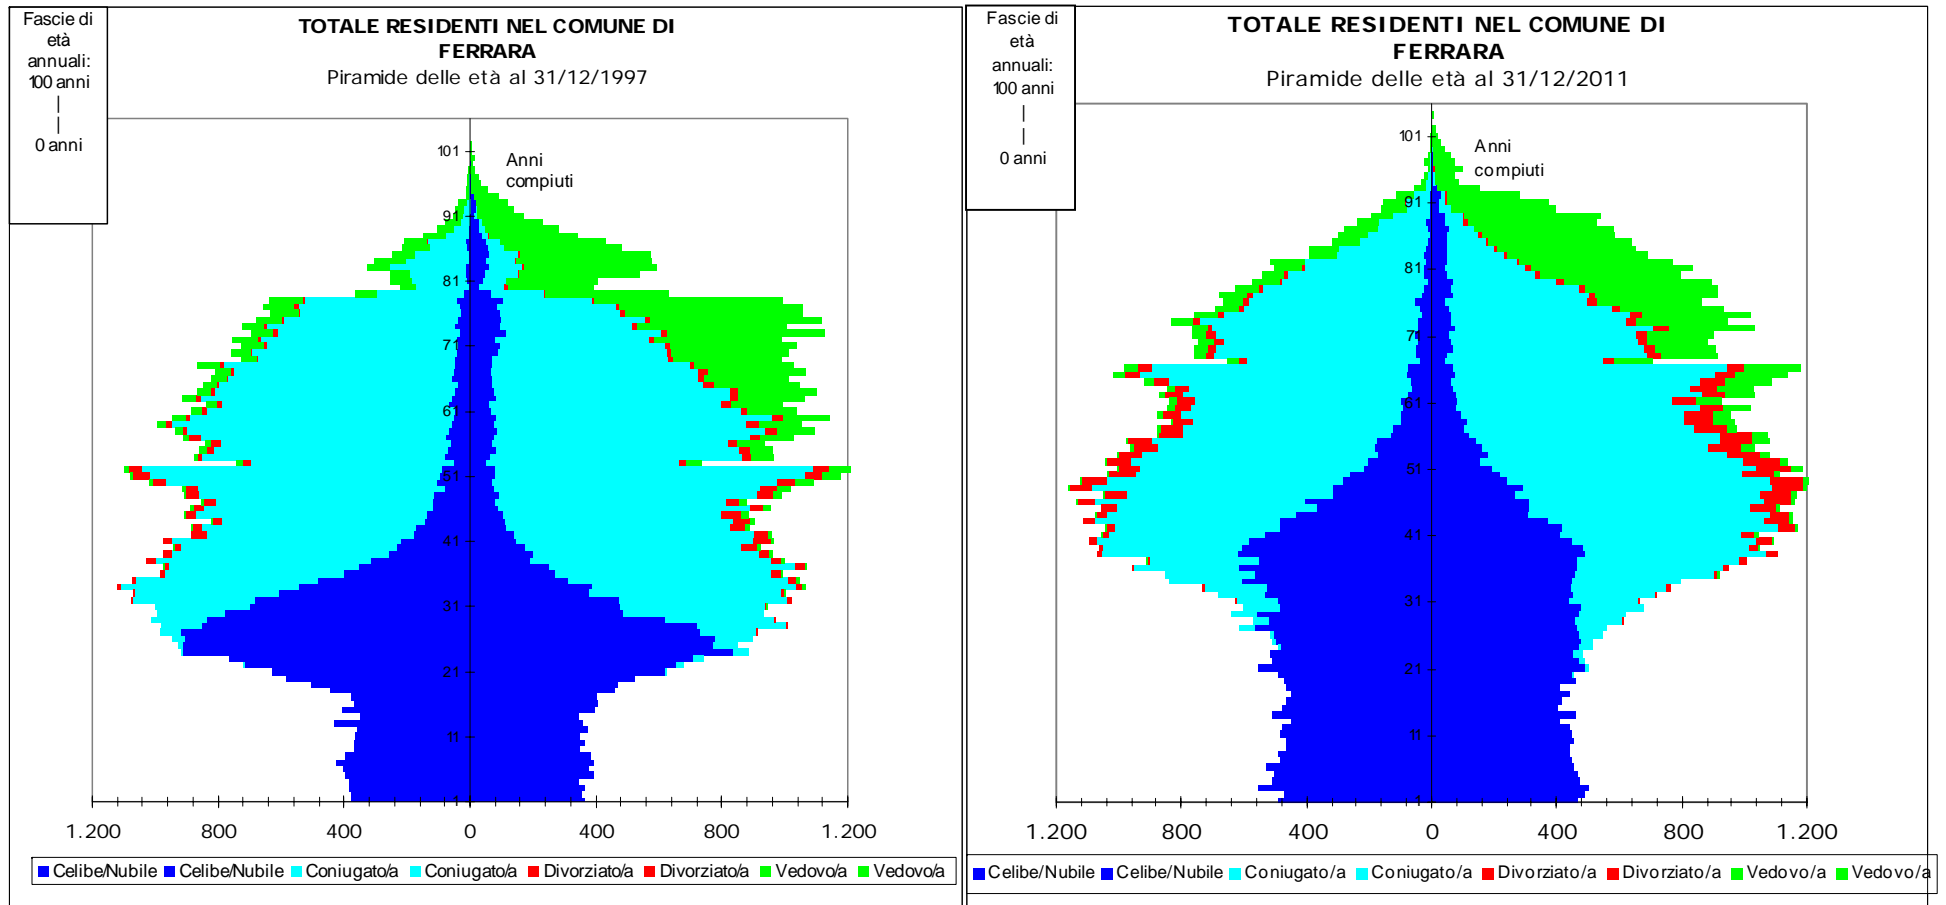 Fascie di
età
annuali:
100 anni
|
|
0 anni
TOTALE RESIDENTI NEL COMUNE DI
FERRARA
Piramide delle età al 31/12/1997
Anni
compiuti
101
91
81
71
61
51
41
31
21
11
1
1.200 800 400 0 400 800 1.200
Celibe/Nubile Celibe/Nubile Coniugato/a Coniugato/a Divorziato/a Divorziato/a Vedovo/a Vedovo/a
Fascie di
età
annuali:
100 anni
|
|
0 anni
TOTALE RESIDENTI NEL COMUNE DI
FERRARA
Piramide delle età al 31/12/2011
Anni
compiuti
101
91
81
71
61
51
41
31
21
11
1
1.200 800 400 0 400 800 1.200
Celibe/Nubile Celibe/Nubile Coniugato/a Coniugato/a Divorziato/a Divorziato/a Vedovo/a Vedovo/a